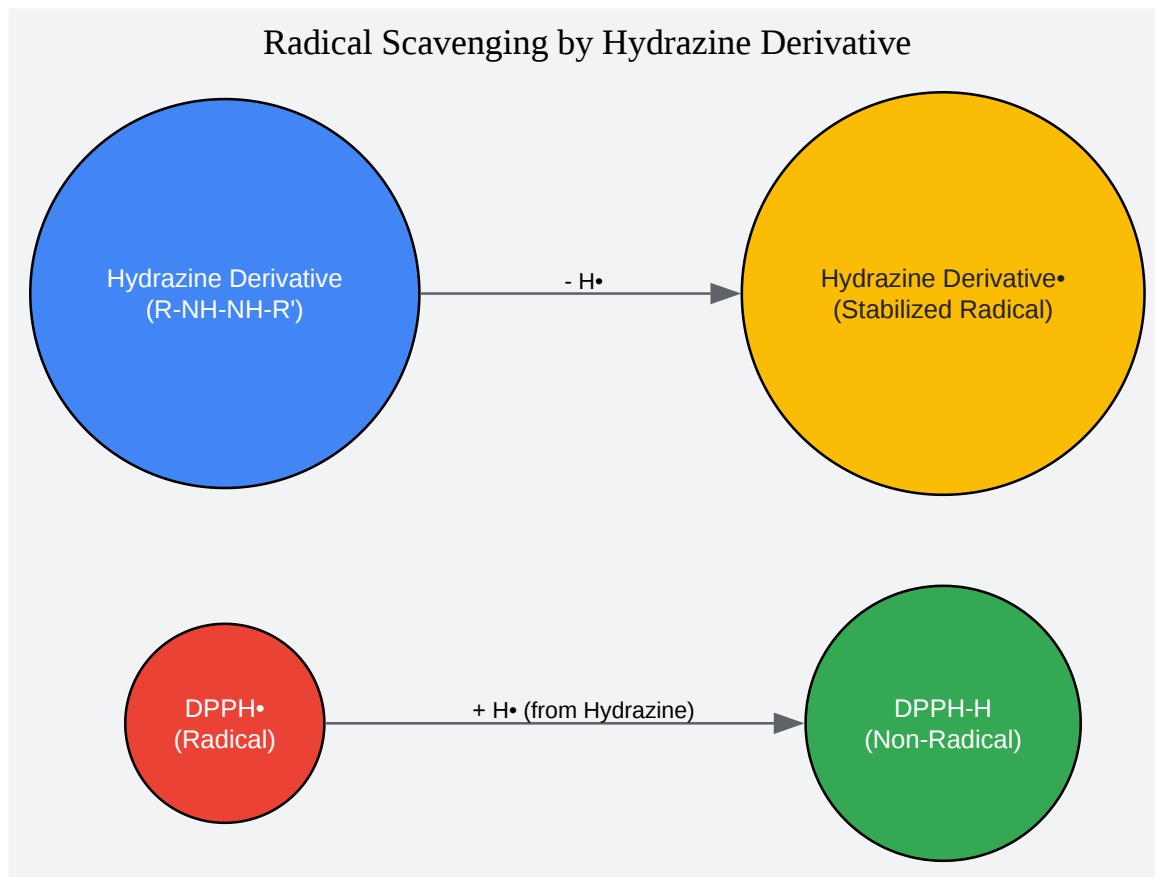 Radical Scavenging by Hydrazine Derivative
Hydrazine Derivative
(R-NH-NH-R')
- H•
Hydrazine Derivative•
(Stabilized Radical)
DPPH•
(Radical)
+ H• (from Hydrazine)
DPPH-H
(Non-Radical)